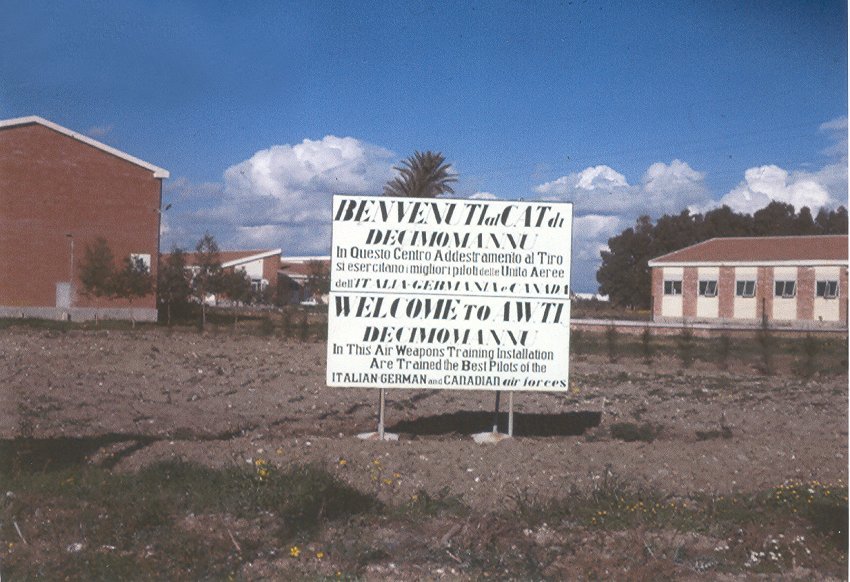 BENVENUTI al CAT di
DECIMOMANNU
In Questo Centro Addestramento al Tiro
si esercitano i migliori piloti delle Unità Aeree
dell'ITALIA-GERMANIA e CANADA
WELCOME to AWTI
DECIMOMANNU
In This Air Weapons Training Installation
Are Trained the Best Pilots of the
ITALIAN-GERMAN and CANADIAN air forces